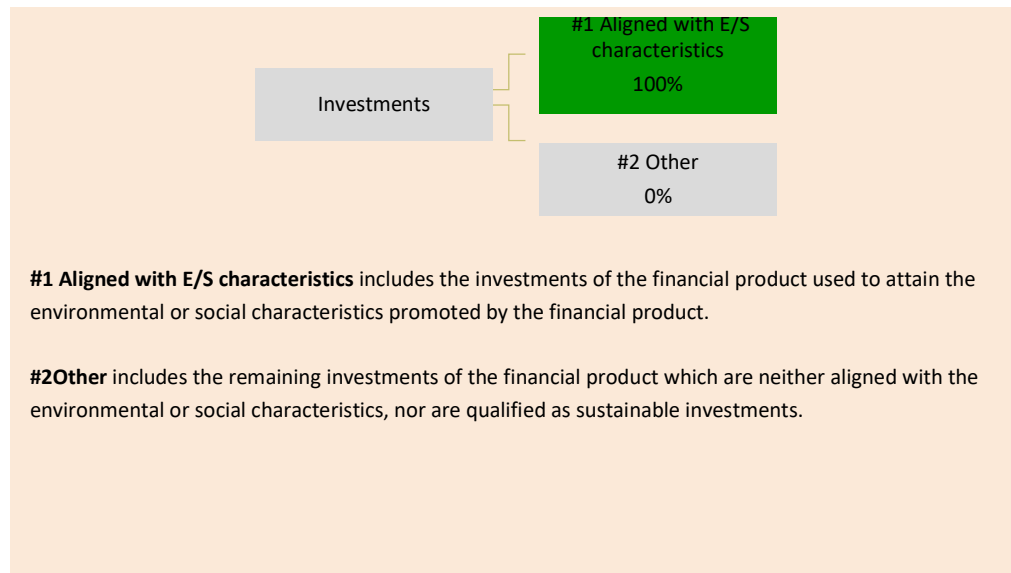 #1 Aligned with E/S
characteristics
100%
Investments
#2 Other
0%
#1 Aligned with E/S characteristics includes the investments of the financial product used to attain the
environmental or social characteristics promoted by the financial product.
#2Other includes the remaining investments of the financial product which are neither aligned with the
environmental or social characteristics, nor are qualified as sustainable investments.